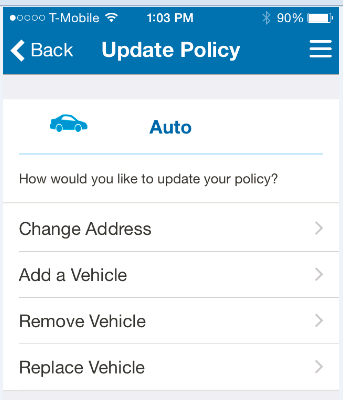 T-Mobile 1:03 PM 90%
Back Update Policy
Auto
How would you like to update your policy?
Change Address
Add a Vehicle
Remove Vehicle
Replace Vehicle